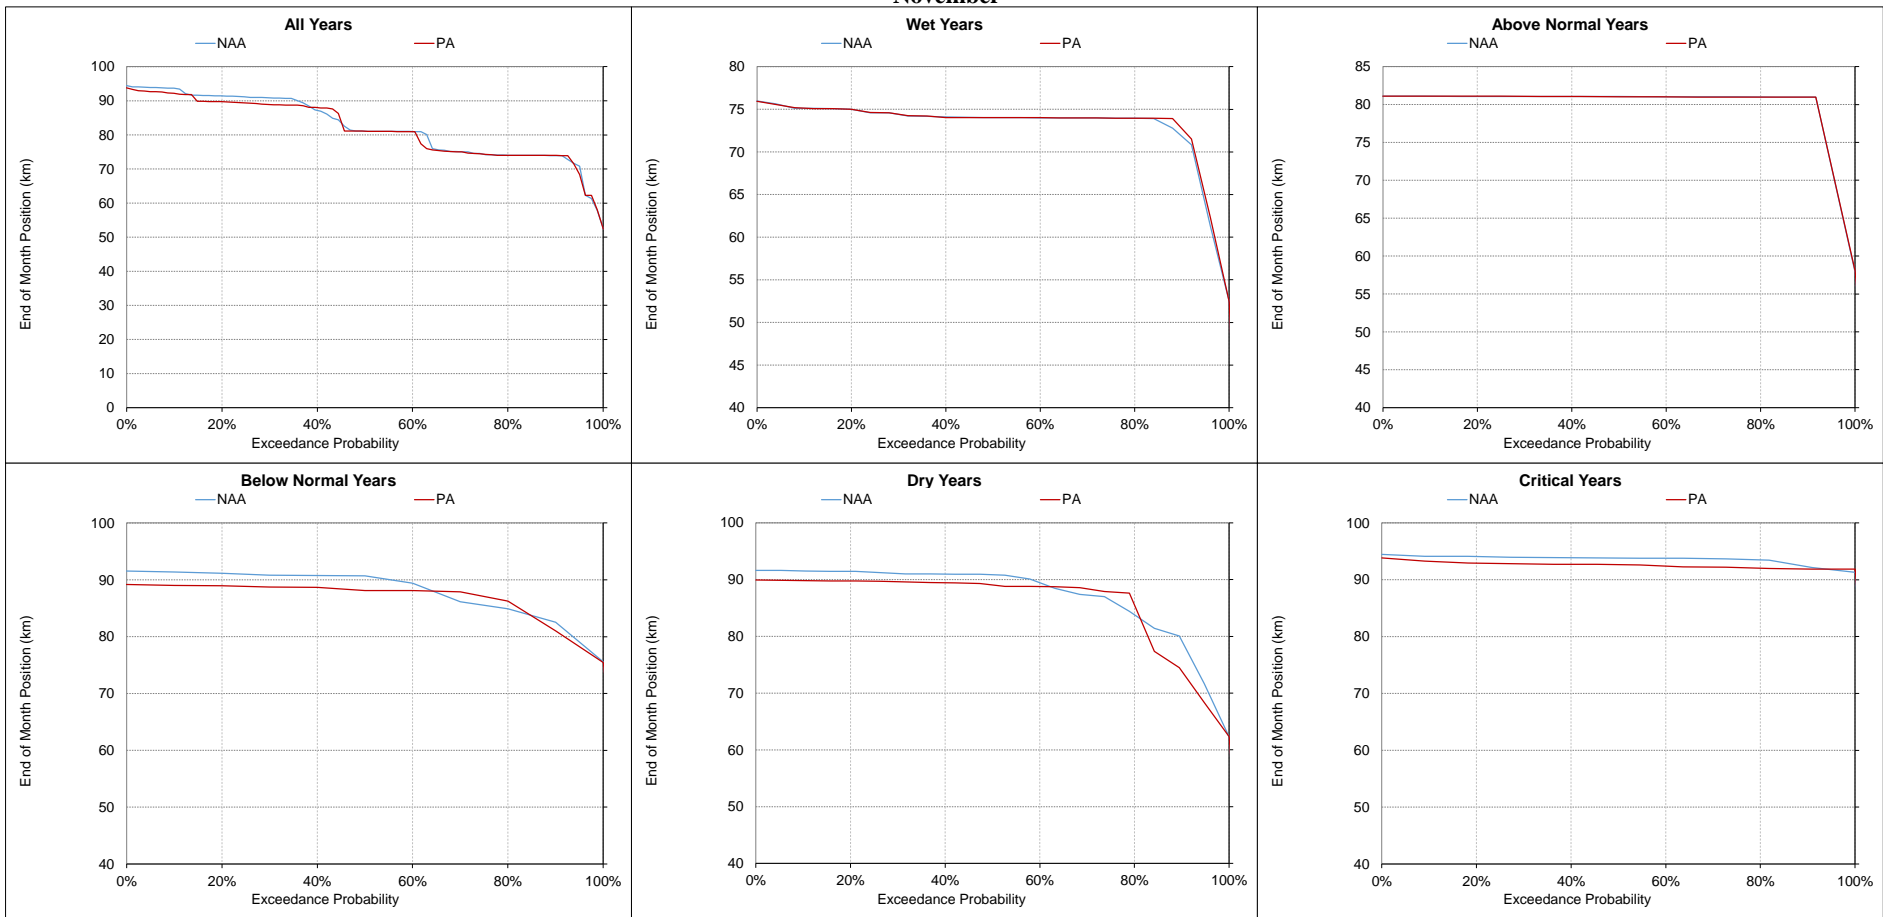 November
All Years
NAA PA
End of Month Position (km)
100
90
80
70
60
50
40
30
20
10
0
0% 20% 40% 60% 80% 100%
Exceedance Probability
Wet Years
NAA PA
End of Month Position (km)
80
75
70
65
60
55
50
45
40
0% 20% 40% 60% 80% 100%
Exceedance Probability
Above Normal Years
NAA PA
End of Month Position (km)
85
80
75
70
65
60
55
50
45
40
0% 20% 40% 60% 80% 100%
Exceedance Probability
Below Normal Years
NAA PA
End of Month Position (km)
100
90
80
70
60
50
40
0% 20% 40% 60% 80% 100%
Exceedance Probability
Dry Years
NAA PA
End of Month Position (km)
100
90
80
70
60
50
40
0% 20% 40% 60% 80% 100%
Exceedance Probability
Critical Years
NAA PA
End of Month Position (km)
100
90
80
70
60
50
40
0% 20% 40% 60% 80% 100%
Exceedance Probability